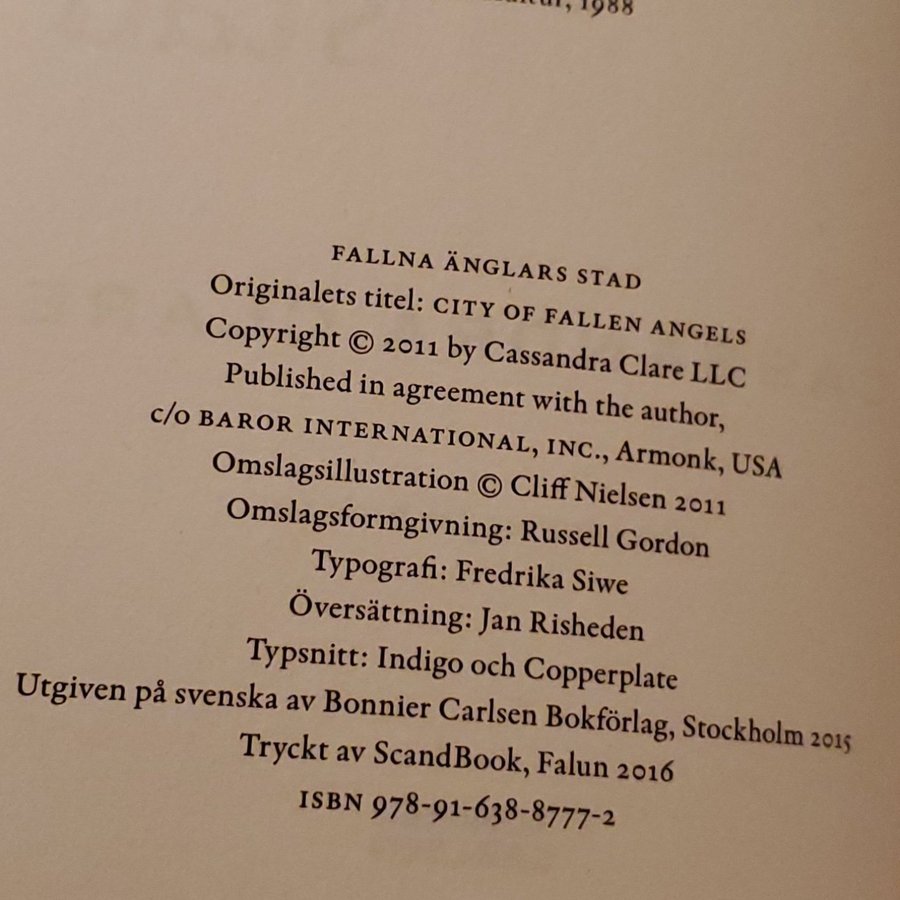 1988
FALLNA ÄNGLARS STAD
Originalets titel: CITY OF FALLEN ANGELS
Copyright © 2011 by Cassandra Clare LLC
Published in agreement with the author,
c/o BAROR INTERNATIONAL, INC., Armonk, USA
Omslagsillustration © Cliff Nielsen 2011
Omslagsformgivning: Russell Gordon
Typografi: Fredrika Siwe
Översättning: Jan Risheden
Typsnitt: Indigo och Copperplate
Utgiven på svenska av Bonnier Carlsen Bokförlag, Stockholm 2015
Tryckt av ScandBook, Falun 2016
ISBN 978-91-638-8777-2